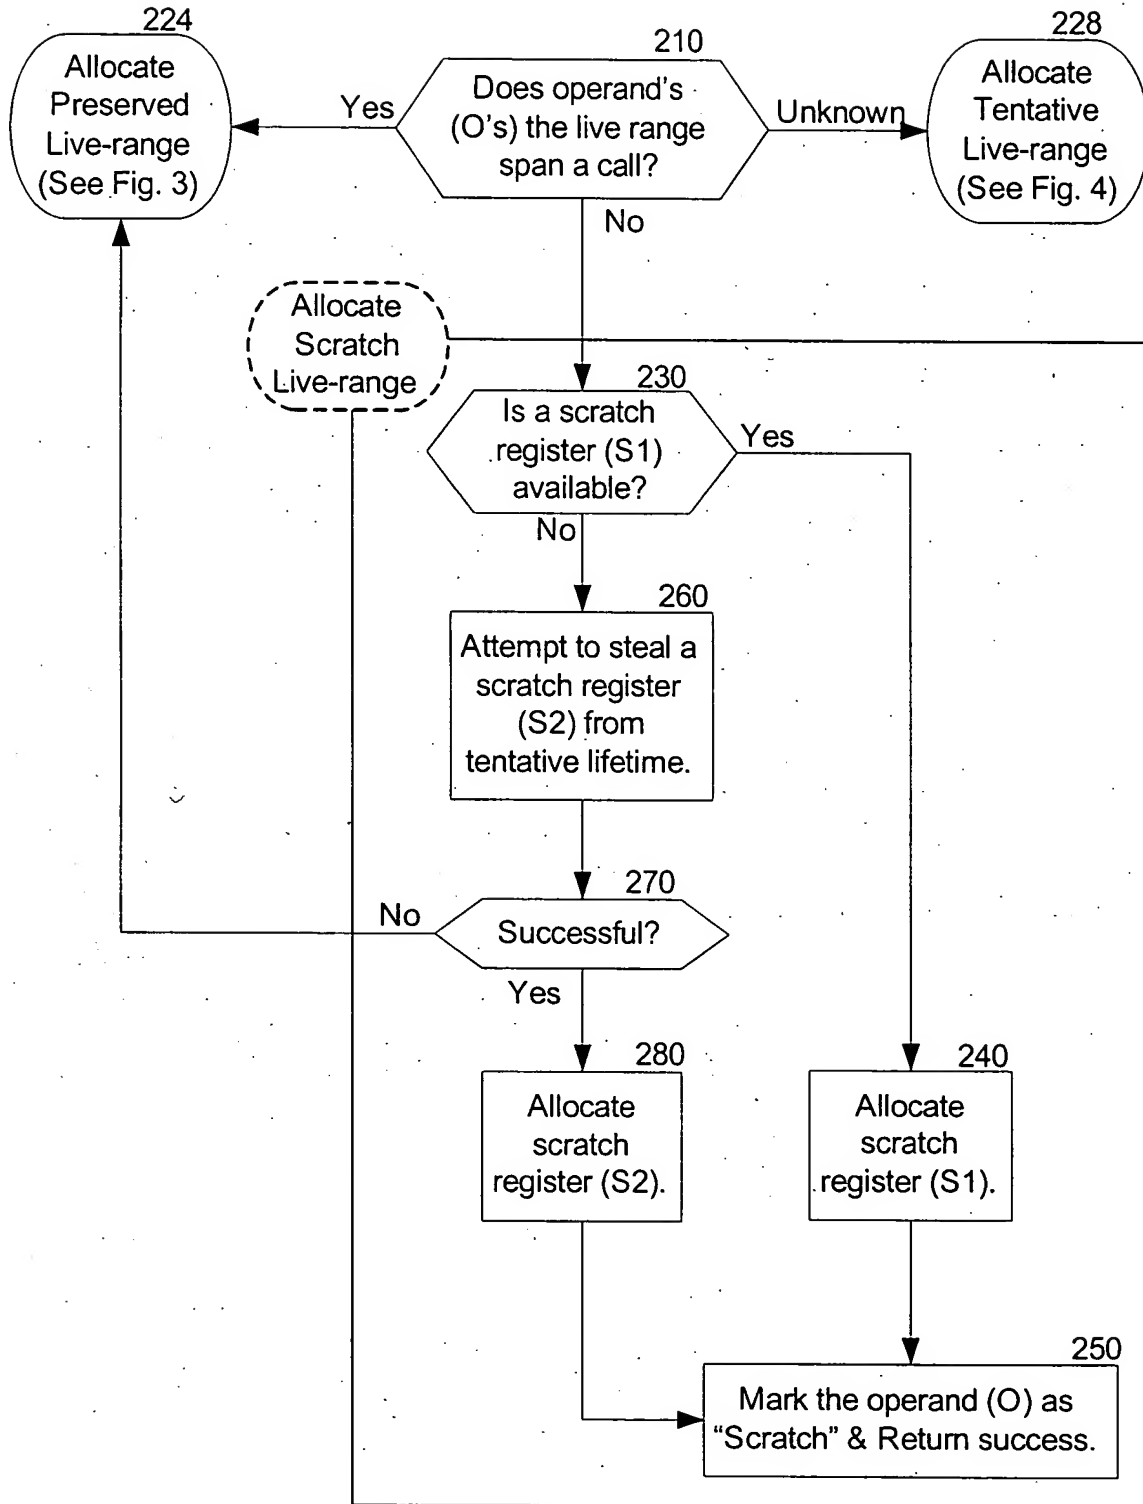 224
Allocate
Preserved
Live-range
(See Fig. 3)
Yes
210
Does operand's
(O's) the live range
span a call?
Unknown
228
Allocate
Tentative
Live-range
(See Fig. 4)
No
Allocate
Scratch
Live-range
230
Is a scratch
register (S1)
available?
Yes
No
260
Attempt to steal a
scratch register
(S2) from
tentative lifetime.
270
No
Successful?
Yes
280
Allocate
scratch
register (S2).
240
Allocate
scratch
register (S1).
250
Mark the operand (O) as
“Scratch” & Return success.